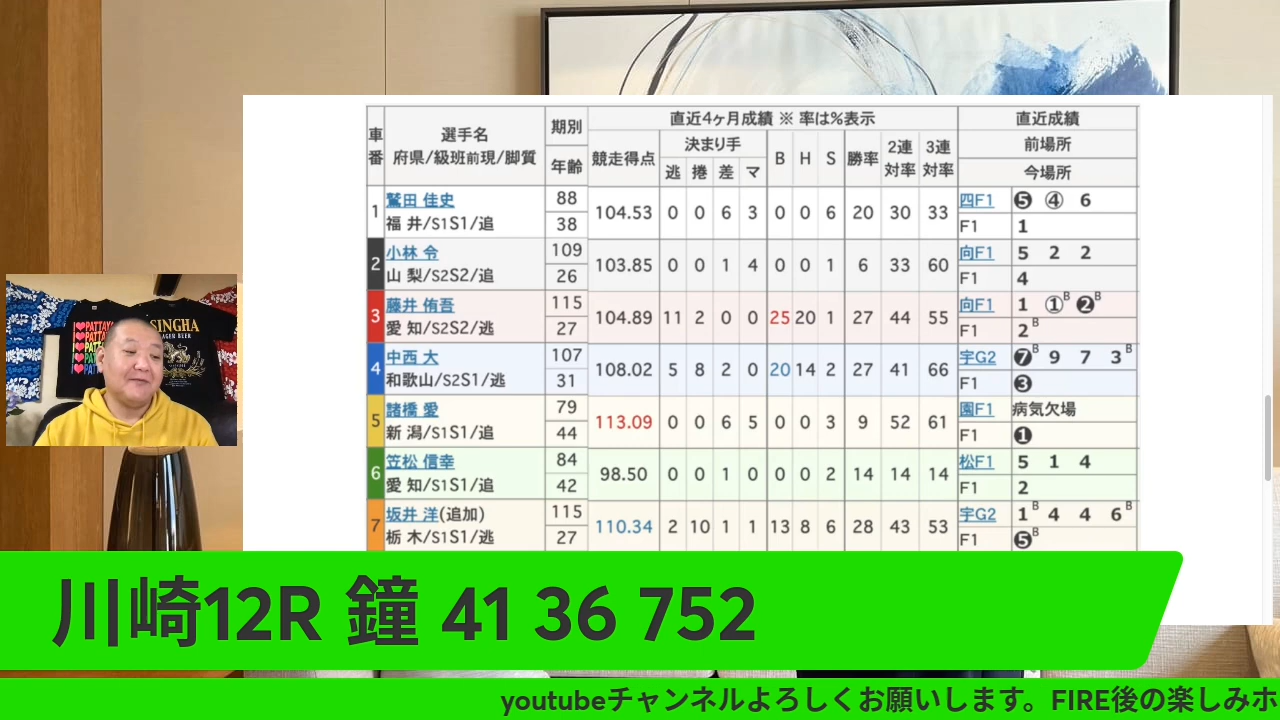 車番 選手名 府県/級班前現/脚質 期別 年齢 直近4ヶ月成績 ※ 率は%表示 直近成績
競走得点 決まり手 B H S 勝率 2連対率 3連対率 前場所
逃 捲 差 マ 今場所
1 鷲田 佳史 88 104.53 0 0 6 3 0 0 6 20 30 33 四F1 ❺ ④ 6
福 井/S1S1/追 38 F1 1
2 小林 令 109 103.85 0 0 1 4 0 0 1 6 33 60 向F1 5 2 2
山 梨/S2S2/追 26 F1 4
3 藤井 侑吾 115 104.89 11 2 0 0 25 20 1 27 44 55 向F1 1 ①B ❷B
愛 知/S2S2/逃 27 F1 2B
4 中西 大 107 108.02 5 8 2 0 20 14 2 27 41 66 宇G2 ❼B 9 7 3B
和歌山/S2S1/逃 31 F1 ❸
5 諸橋 愛 79 113.09 0 0 6 5 0 0 3 9 52 61 園F1 病気欠場
新 潟/S1S1/追 44 F1 ❶
6 笠松 信幸 84 98.50 0 0 1 0 0 0 2 14 14 14 松F1 5 1 4
愛 知/S1S1/追 42 F1 2
7 坂井 洋(追加) 115 110.34 2 10 1 1 13 8 6 28 43 53 宇G2 1B 4 4 6B
栃 木/S1S1/逃 27 F1 ❺B
PATTAYA
SINGHA
LAGER BEER
川崎12R 鐘 41 36 752
youtubeチャンネルよろしくお願いします。FIRE後の楽しみホ